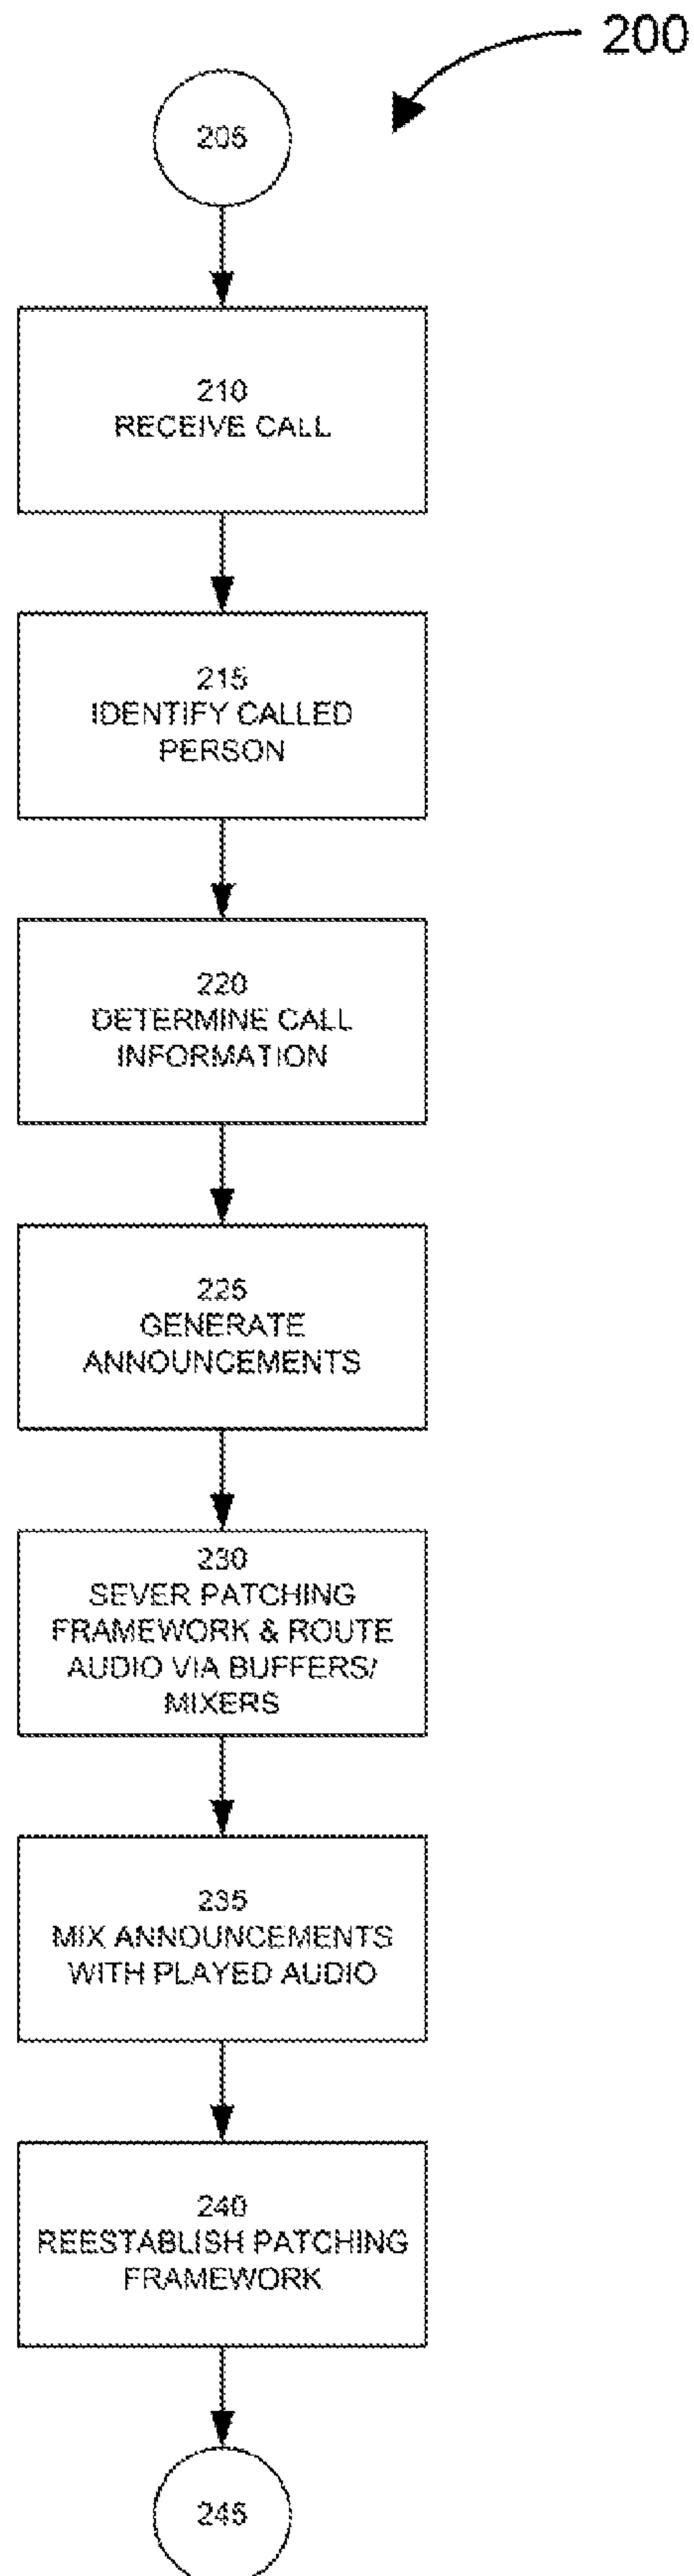 200
205
210
RECEIVE CALL
215
IDENTIFY CALLED
PERSON
220
DETERMINE CALL
INFORMATION
225
GENERATE
ANNOUNCEMENTS
230
SEVER PATCHING
FRAMEWORK & ROUTE
AUDIO VIA BUFFERS/
MIXERS
235
MIX ANNOUNCEMENTS
WITH PLAYED AUDIO
240
REESTABLISH PATCHING
FRAMEWORK
245